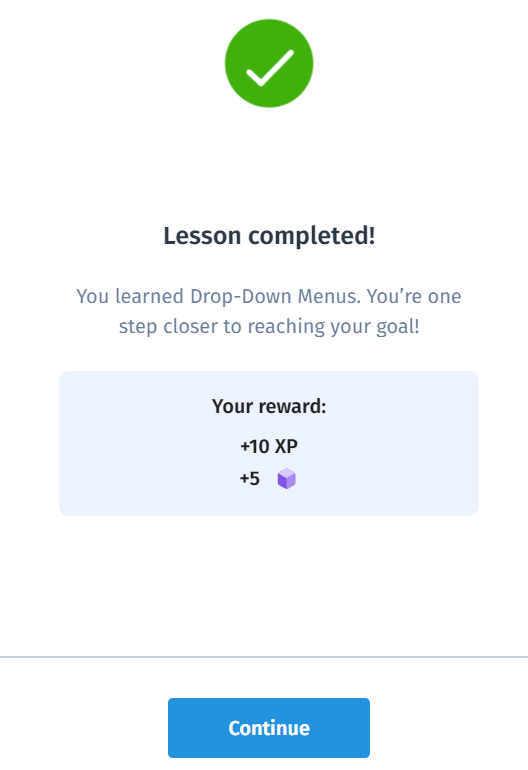 Lesson completed!
You learned Drop-Down Menus. You’re one
step closer to reaching your goal!
Your reward:
+10 XP
+5
Continue